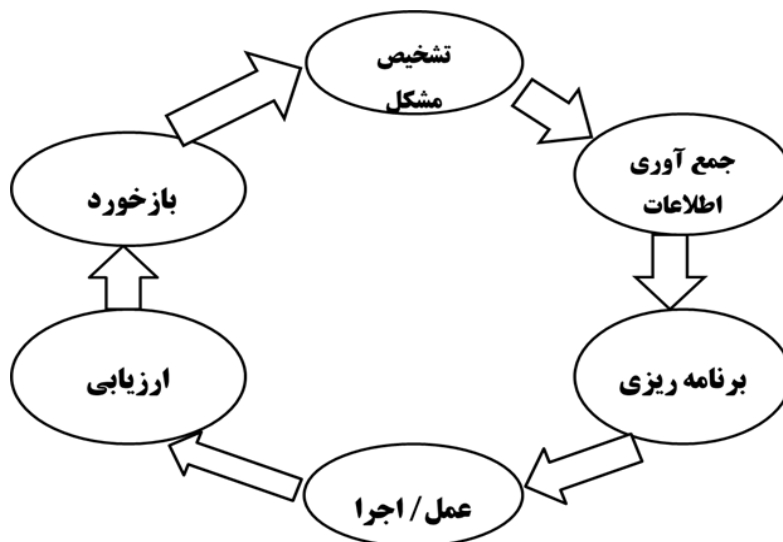 تشخیص
مشکل
جمع آوری
اطلاعات
برنامه ریزی
عمل/ اجرا
ارزیابی
بازخورد